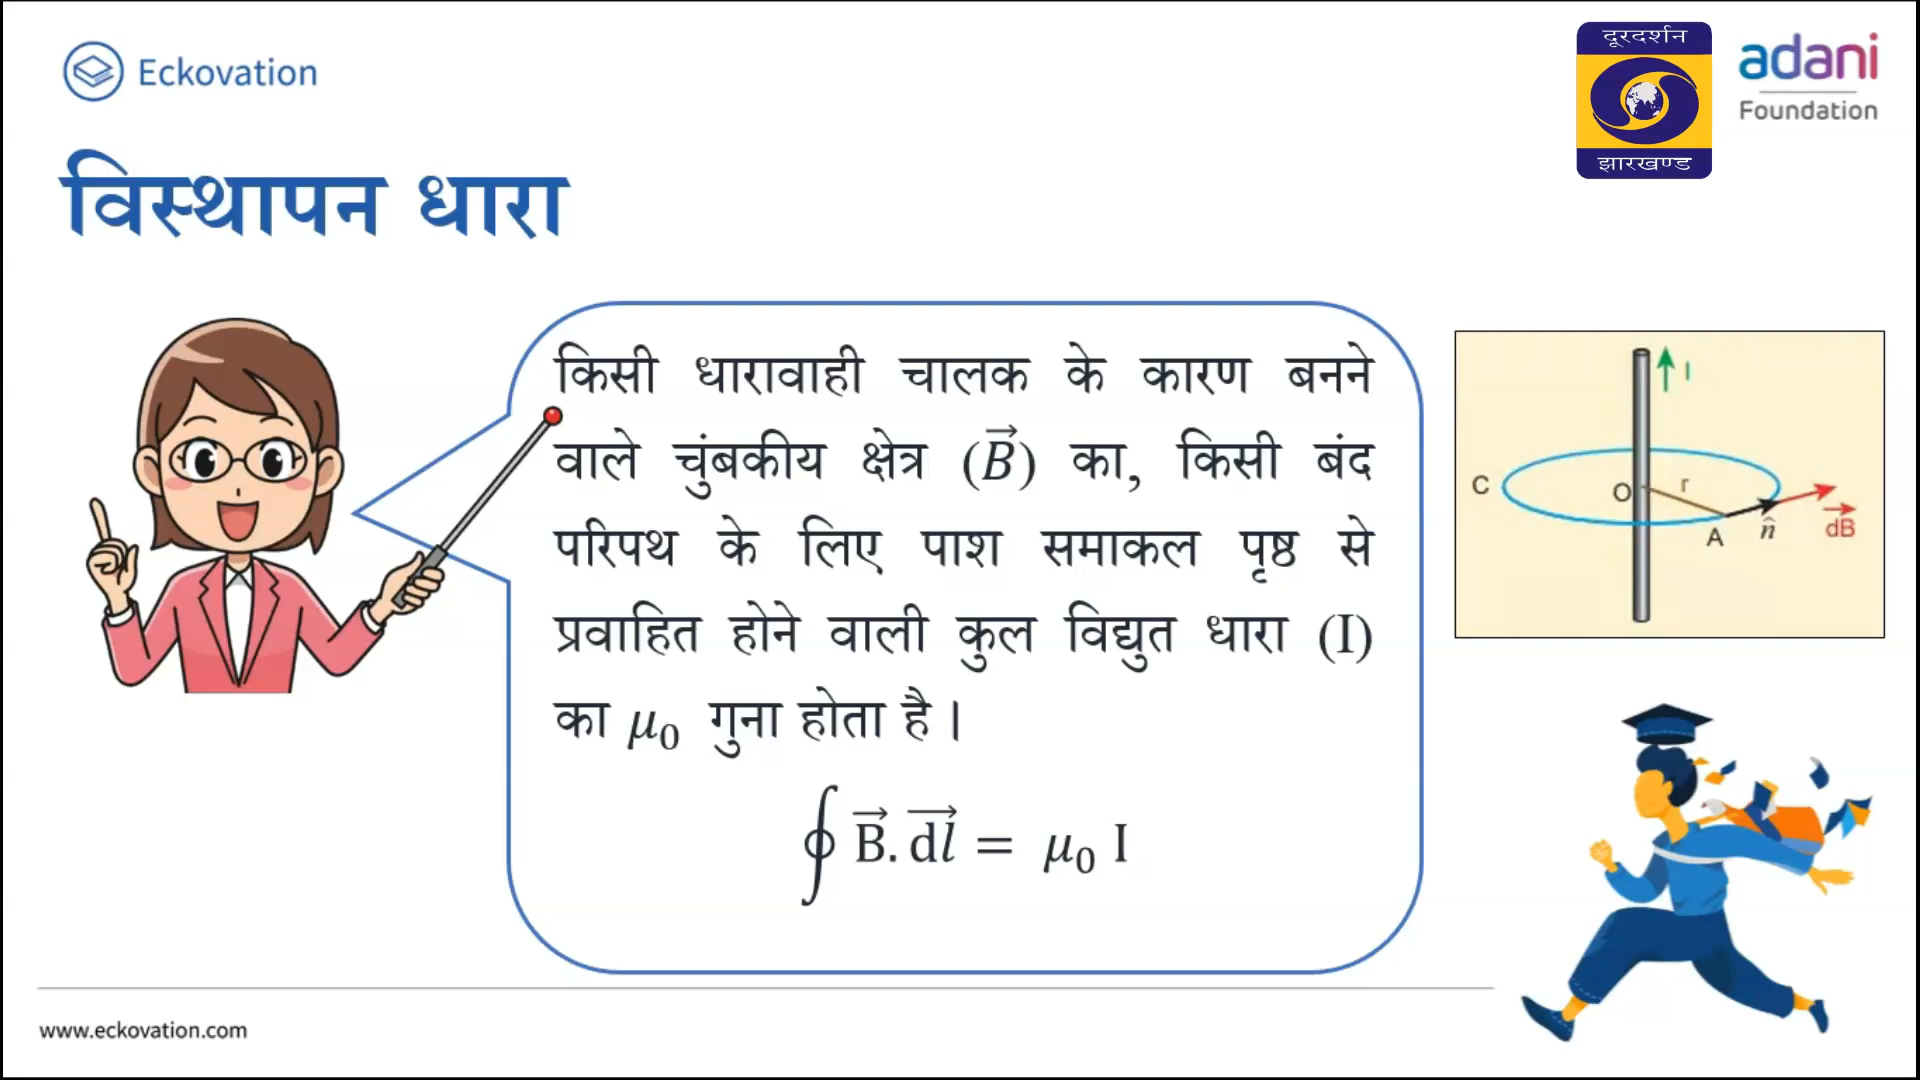 Eckovation
दूरदर्शन
झारखण्ड
adani
Foundation
विस्थापन धारा
किसी धारावाही चालक के कारण बनने
वाले चुंबकीय क्षेत्र (B⃗) का, किसी बंद
परिपथ के लिए पाश समाकल पृष्ठ से
प्रवाहित होने वाली कुल विद्युत धारा (I)
का μ₀ गुना होता है।
∮ B⃗. dl⃗ = μ₀ I
I
C
O
r
A
n̂
dB⃗
www.eckovation.com